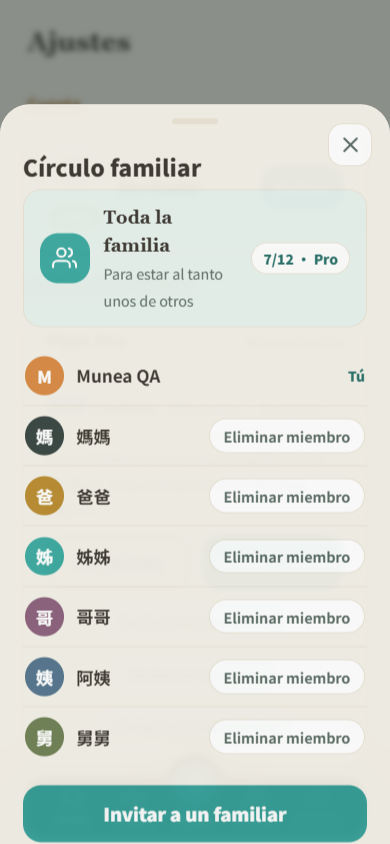 Ajustes
Círculo familiar
Toda la
familia
Para estar al tanto
unos de otros
7/12 • Pro
M Munea QA Tú
媽 媽媽 Eliminar miembro
爸 爸爸 Eliminar miembro
姊 姊姊 Eliminar miembro
哥 哥哥 Eliminar miembro
姨 阿姨 Eliminar miembro
舅 舅舅 Eliminar miembro
Invitar a un familiar